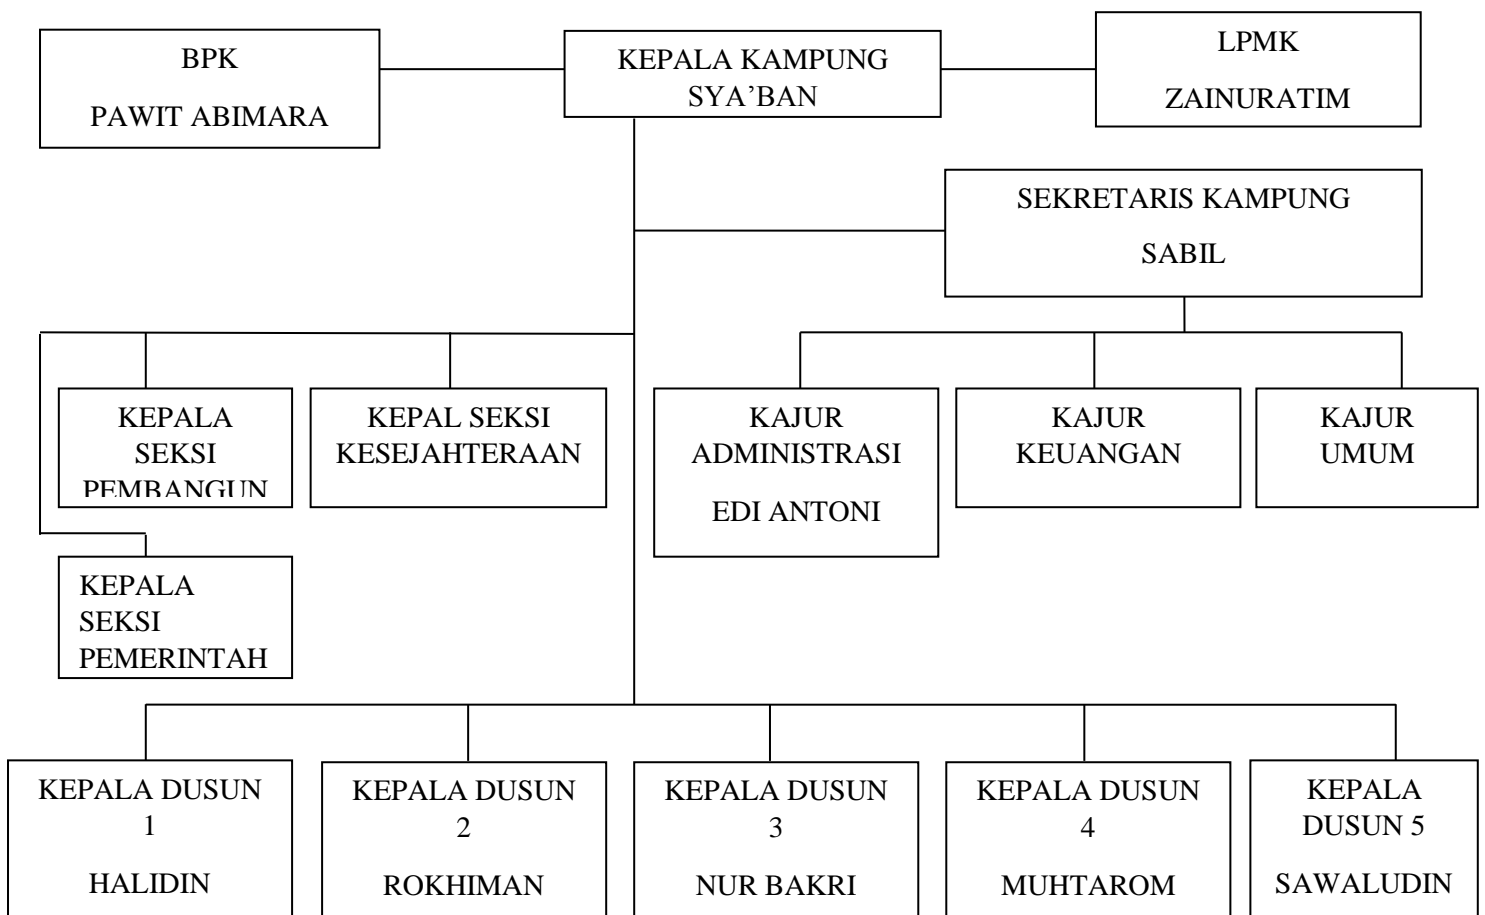 BPK
PAWIT ABIMARA
KEPALA KAMPUNG
SYA’BAN
LPMK
ZAINURATIM
SEKRETARIS KAMPUNG
SABIL
KEPALA
SEKSI
PEMBANGUN
KEPAL SEKSI
KESEJAHTERAAN
KAJUR
ADMINISTRASI
EDI ANTONI
KAJUR
KEUANGAN
KAJUR
UMUM
KEPALA
SEKSI
PEMERINTAH
KEPALA DUSUN
1
HALIDIN
KEPALA DUSUN
2
ROKHIMAN
KEPALA DUSUN
3
NUR BAKRI
KEPALA DUSUN
4
MUHTAROM
KEPALA
DUSUN 5
SAWALUDIN